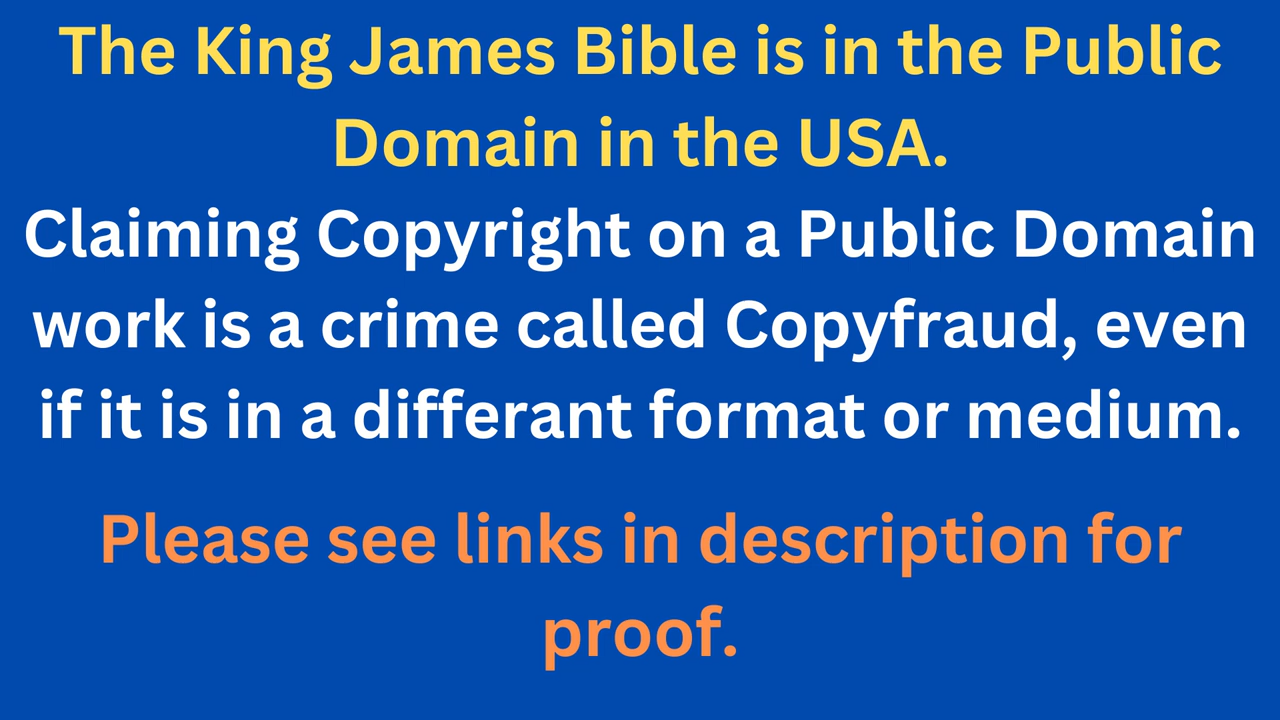 The King James Bible is in the Public
Domain in the USA.
Claiming Copyright on a Public Domain
work is a crime called Copyfraud, even
if it is in a differant format or medium.
Please see links in description for
proof.